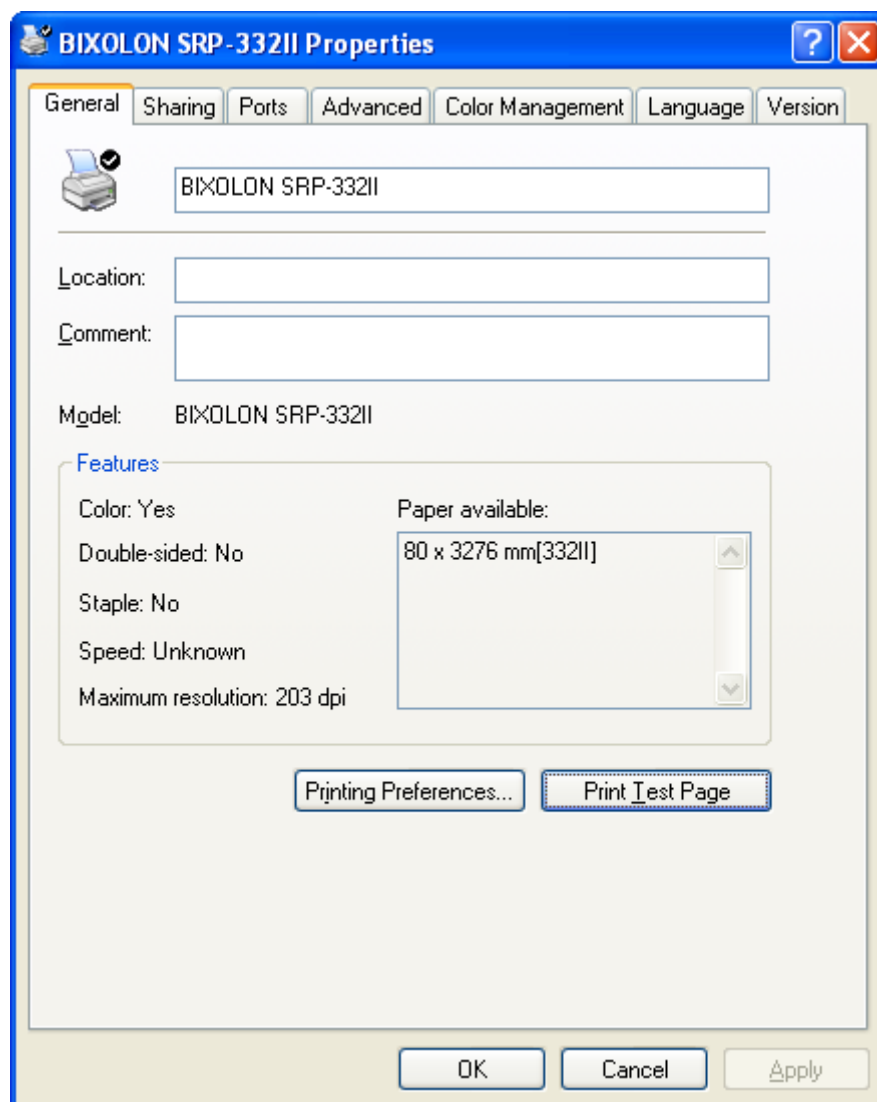 BIXOLON SRP-332II Properties
General Sharing Ports Advanced Color Management Language Version
BIXOLON SRP-332II
Location:
Comment:
Model: BIXOLON SRP-332II
Features
Color: Yes Paper available:
Double-sided: No 80 x 3276 mm[332II]
Staple: No
Speed: Unknown
Maximum resolution: 203 dpi
Printing Preferences... Print Test Page
OK Cancel Apply